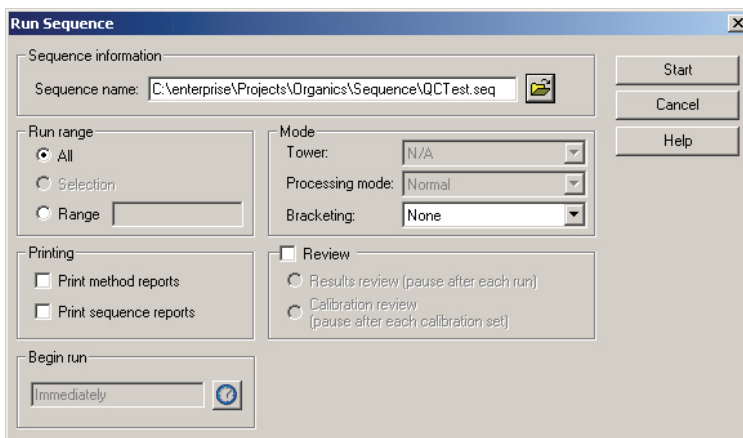 Run Sequence
Sequence information
Sequence name: C:\enterprise\Projects\Organics\Sequence\QCTest.seq
Start
Cancel
Help
Run range
All
Selection
Range
Mode
Tower: N/A
Processing mode: Normal
Bracketing: None
Printing
Print method reports
Print sequence reports
Review
Results review (pause after each run)
Calibration review
(pause after each calibration set)
Begin run
Immediately